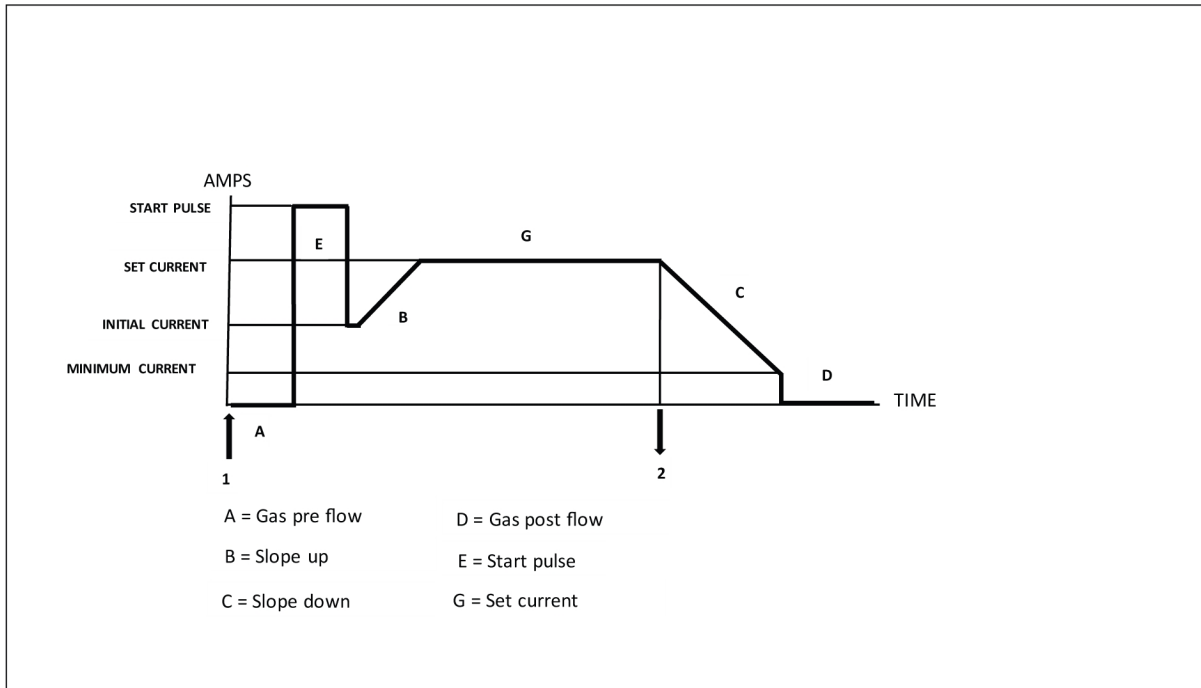 AMPS
START PULSE
E
G
SET CURRENT
C
INITIAL CURRENT
B
MINIMUM CURRENT
D
TIME
A
1
2
A = Gas pre flow
D = Gas post flow
B = Slope up
E = Start pulse
C = Slope down
G = Set current